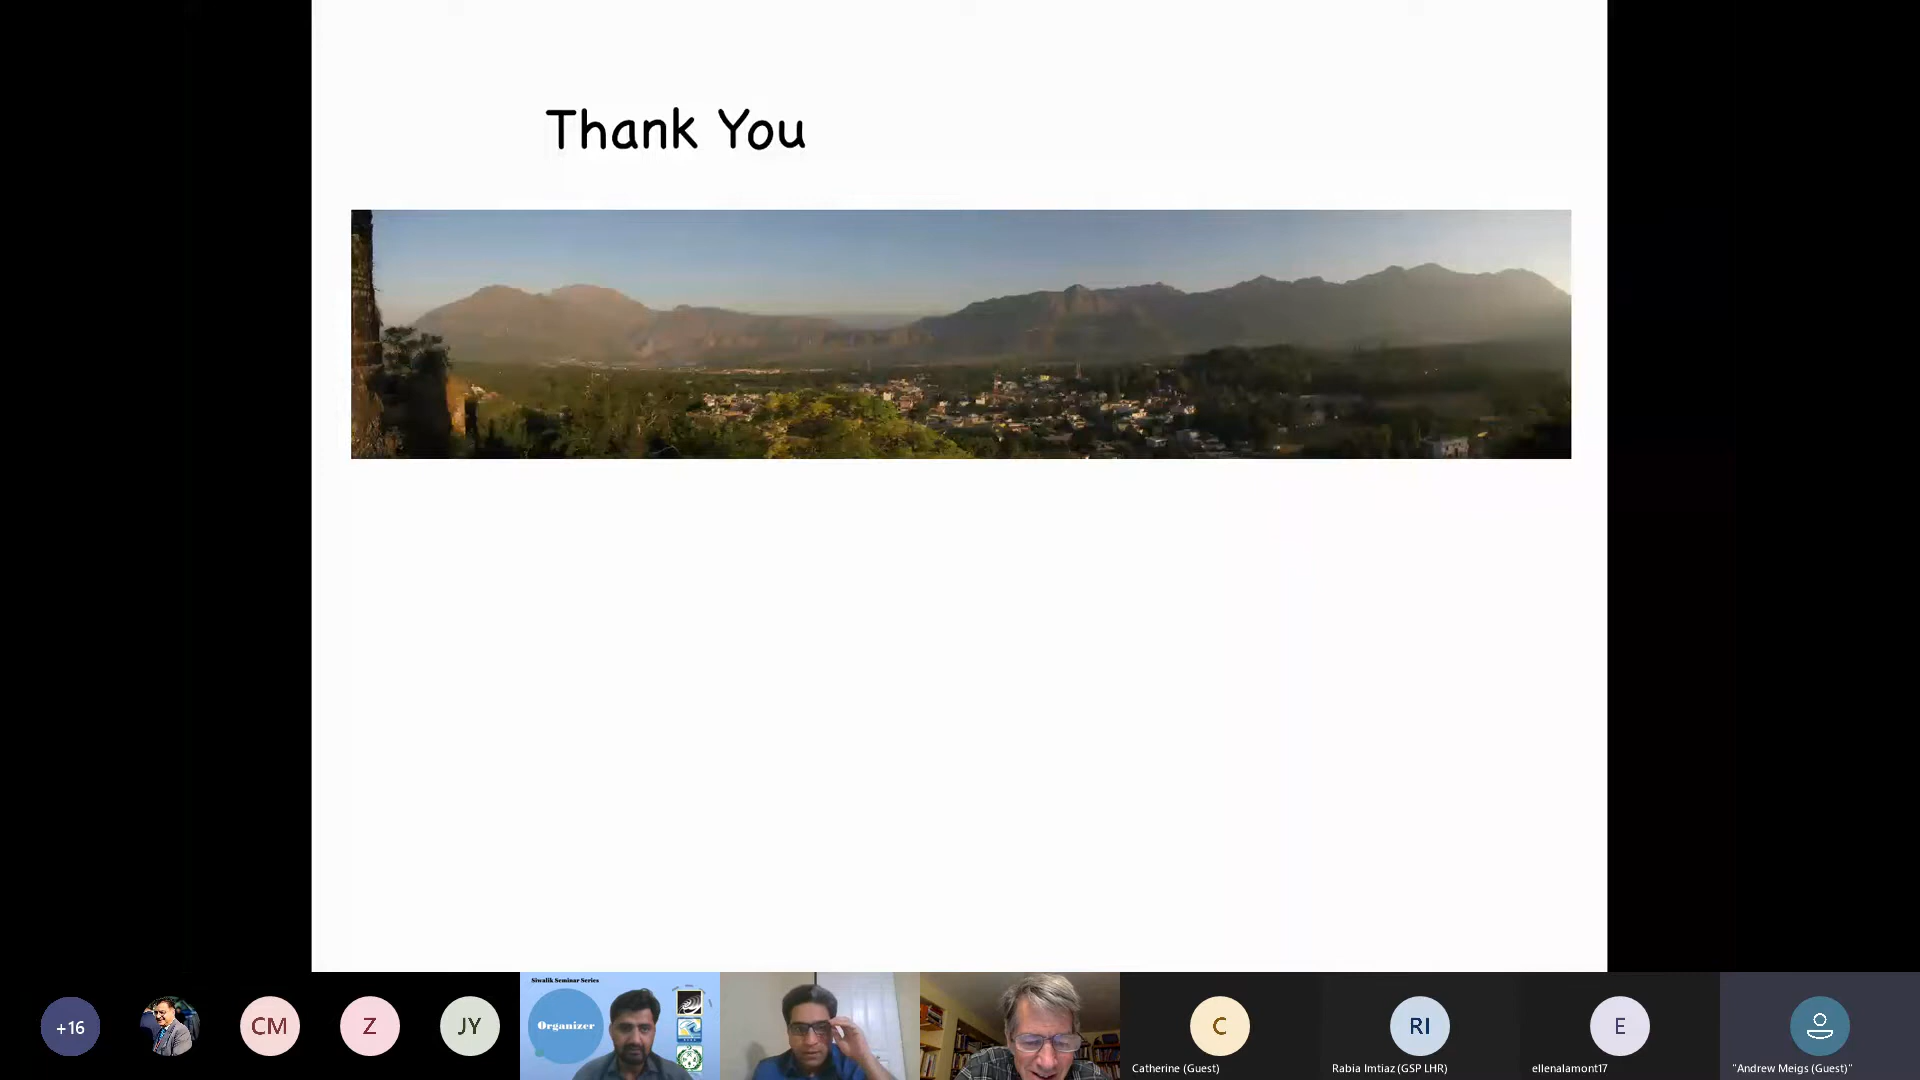 Thank You
+16
CM
Z
JY
Siwalik Seminar Series
Organizer
C
Catherine (Guest)
RI
Rabia Imtiaz (GSP LHR)
E
ellenalamont17
"Andrew Meigs (Guest)"